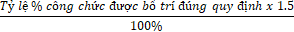 Tỷ lệ % công chức được bố trí đúng quy định x 1.5
100%